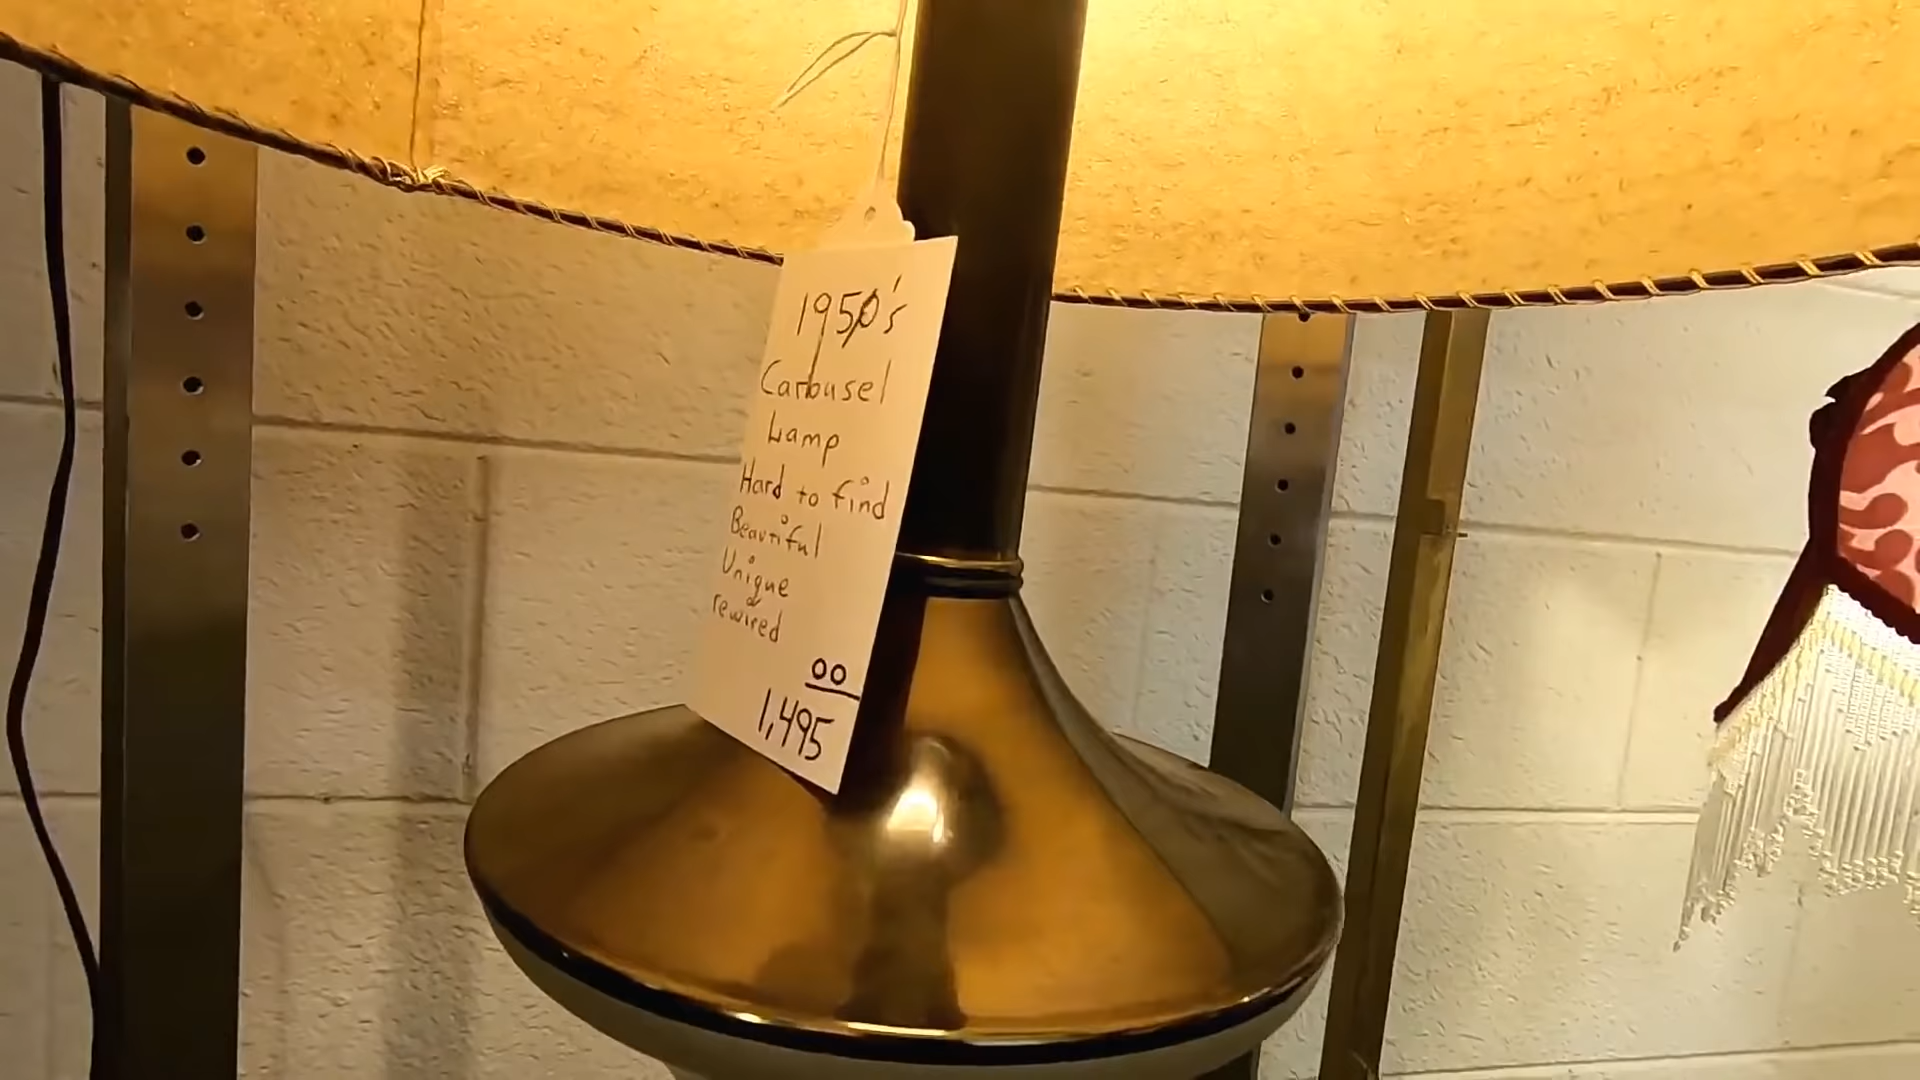 1950's
Carousel
Lamp
Hard to find
Beautiful
Unique
rewired
00
1,495